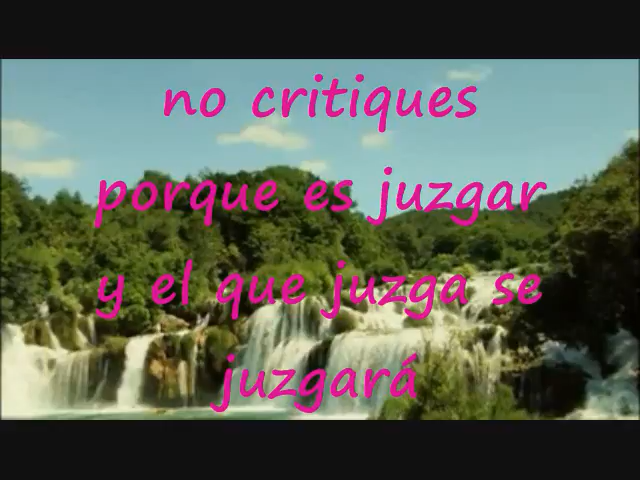 no critiques
porque es juzgar
y el que juzga se
juzgará